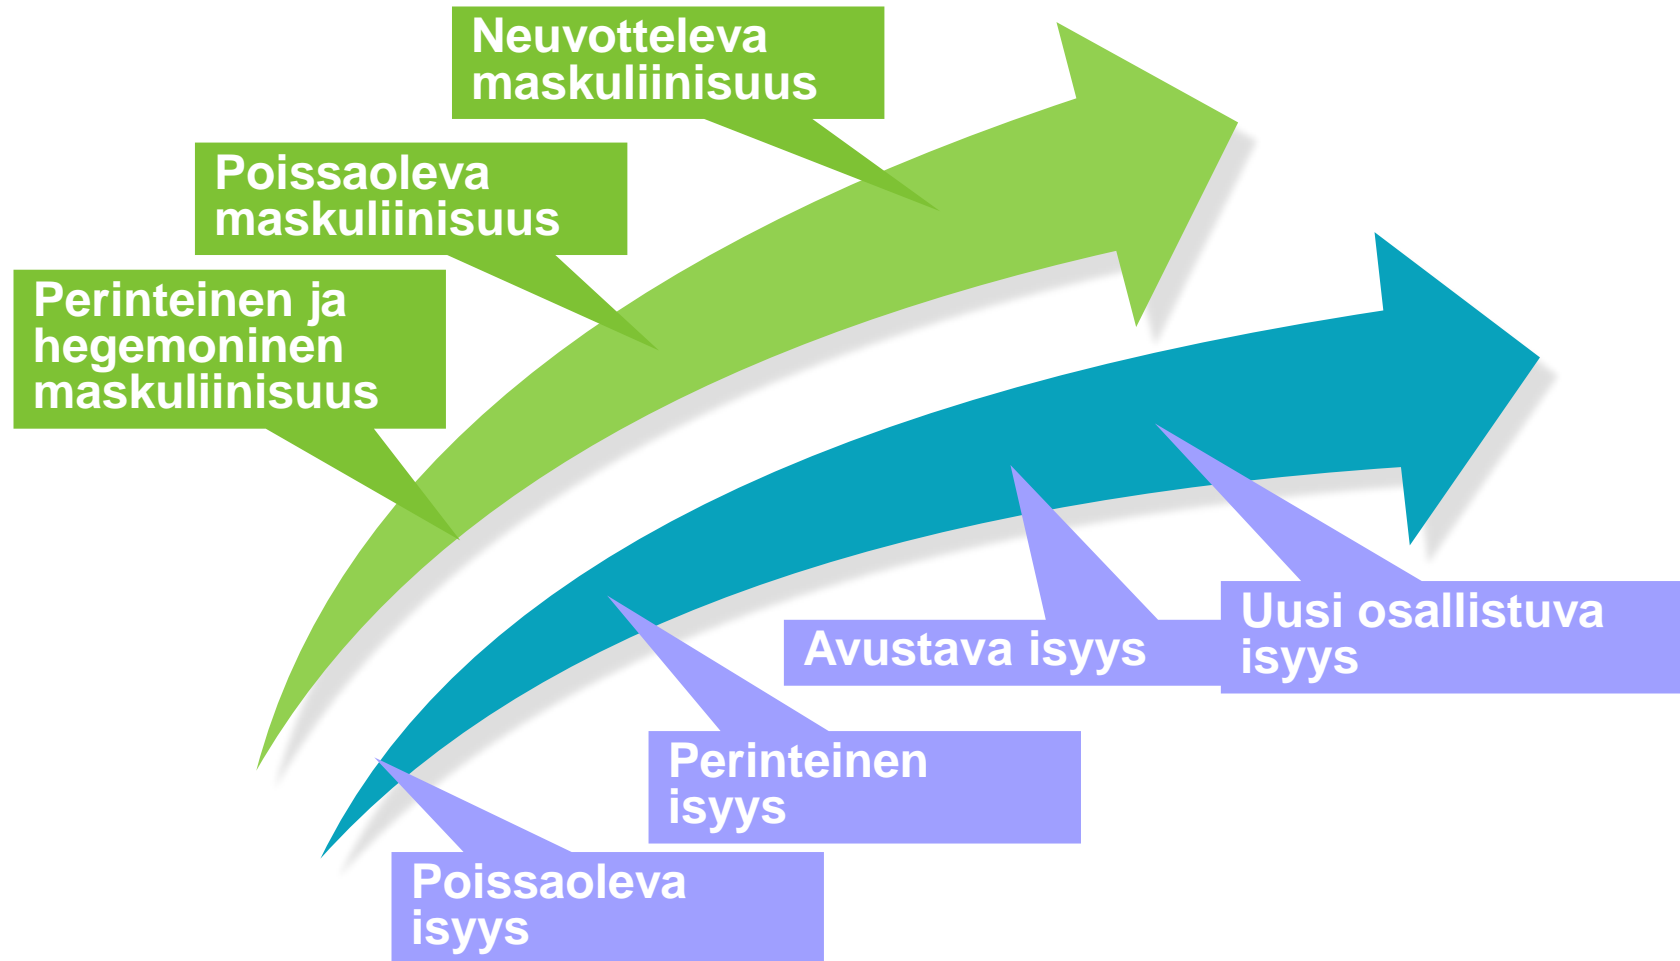 Neuvotteleva
maskuliinisuus
Poissaoleva
maskuliinisuus
Perinteinen ja
hegemoninen
maskuliinisuus
Uusi osallistuva
isyys
Avustava isyys
Perinteinen
isyys
Poissaoleva
isyys